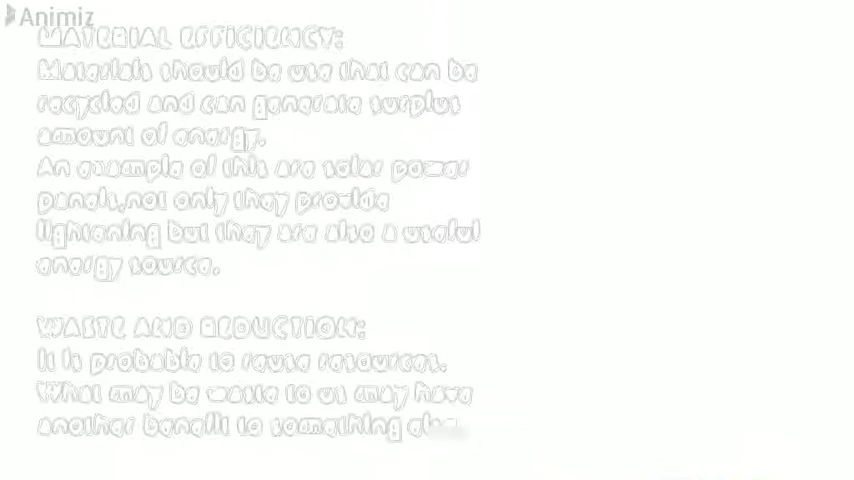 Animiz
MATERIAL EFFICIENCY:
Materials should be use that can be
recycled and can generate surplus
amount of energy.
An example of this are solar power
panels,not only they provide
lightening but they are also a useful
energy source.
WASTE AND REDUCTION:
It is probable to reuse resources.
What may be waste to us may have
another benefit to something else